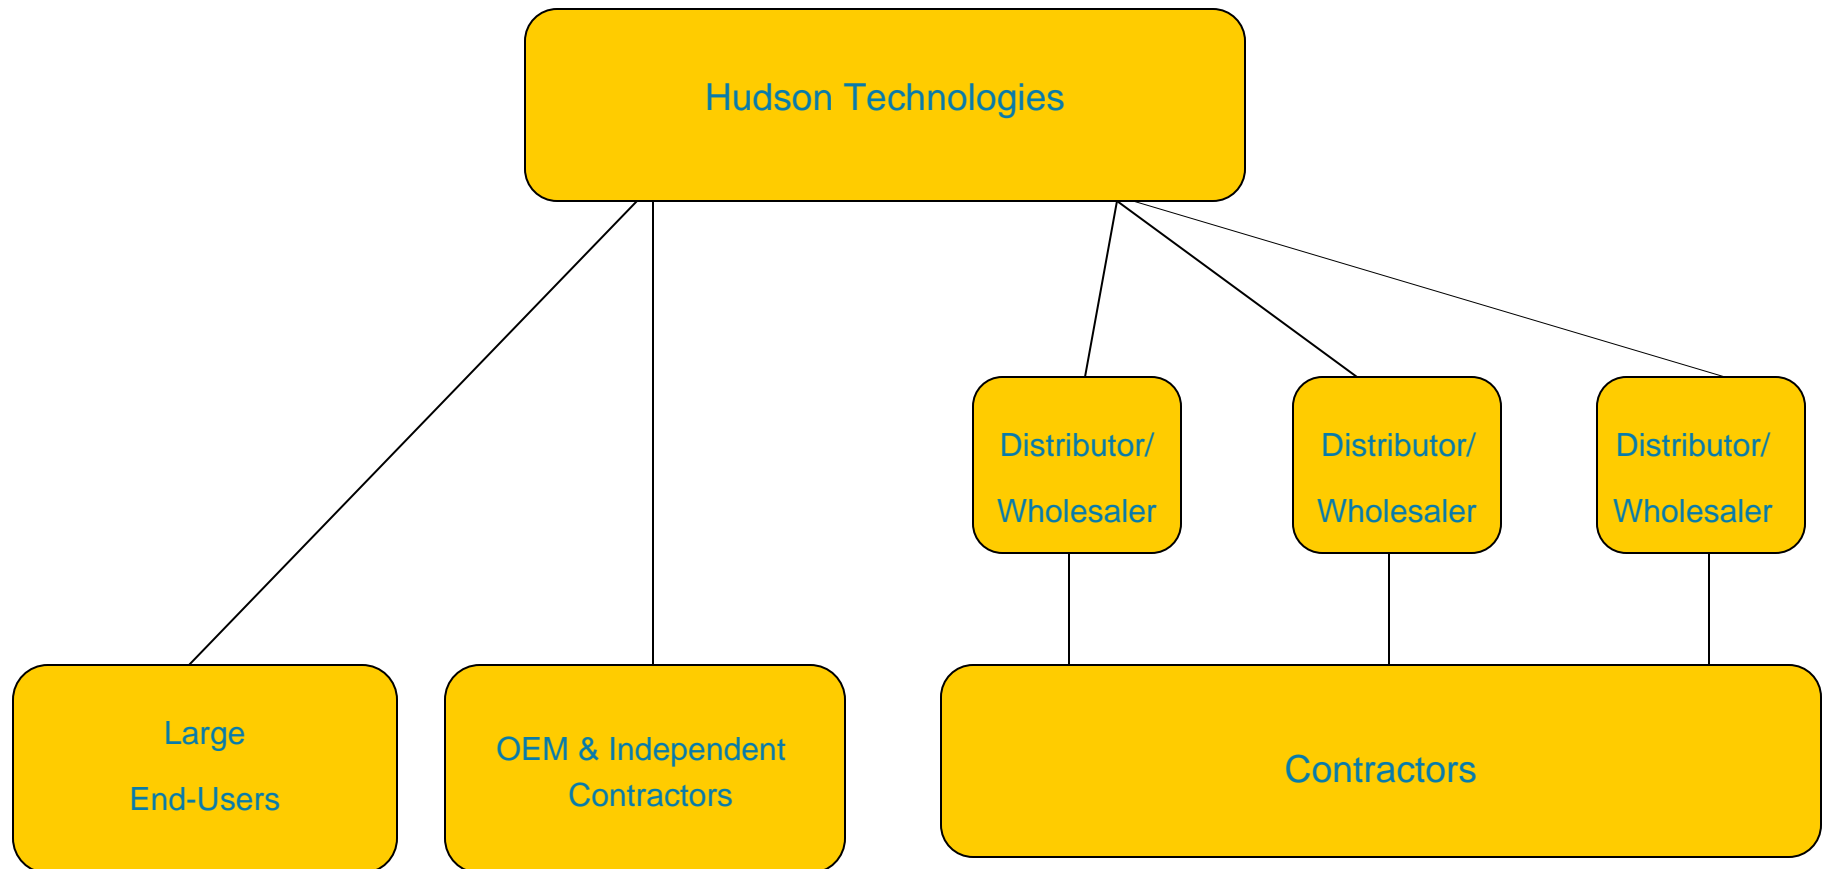 Hudson Technologies
Distributor/
Wholesaler
Distributor/
Wholesaler
Distributor/
Wholesaler
Large
End-Users
OEM & Independent
Contractors
Contractors